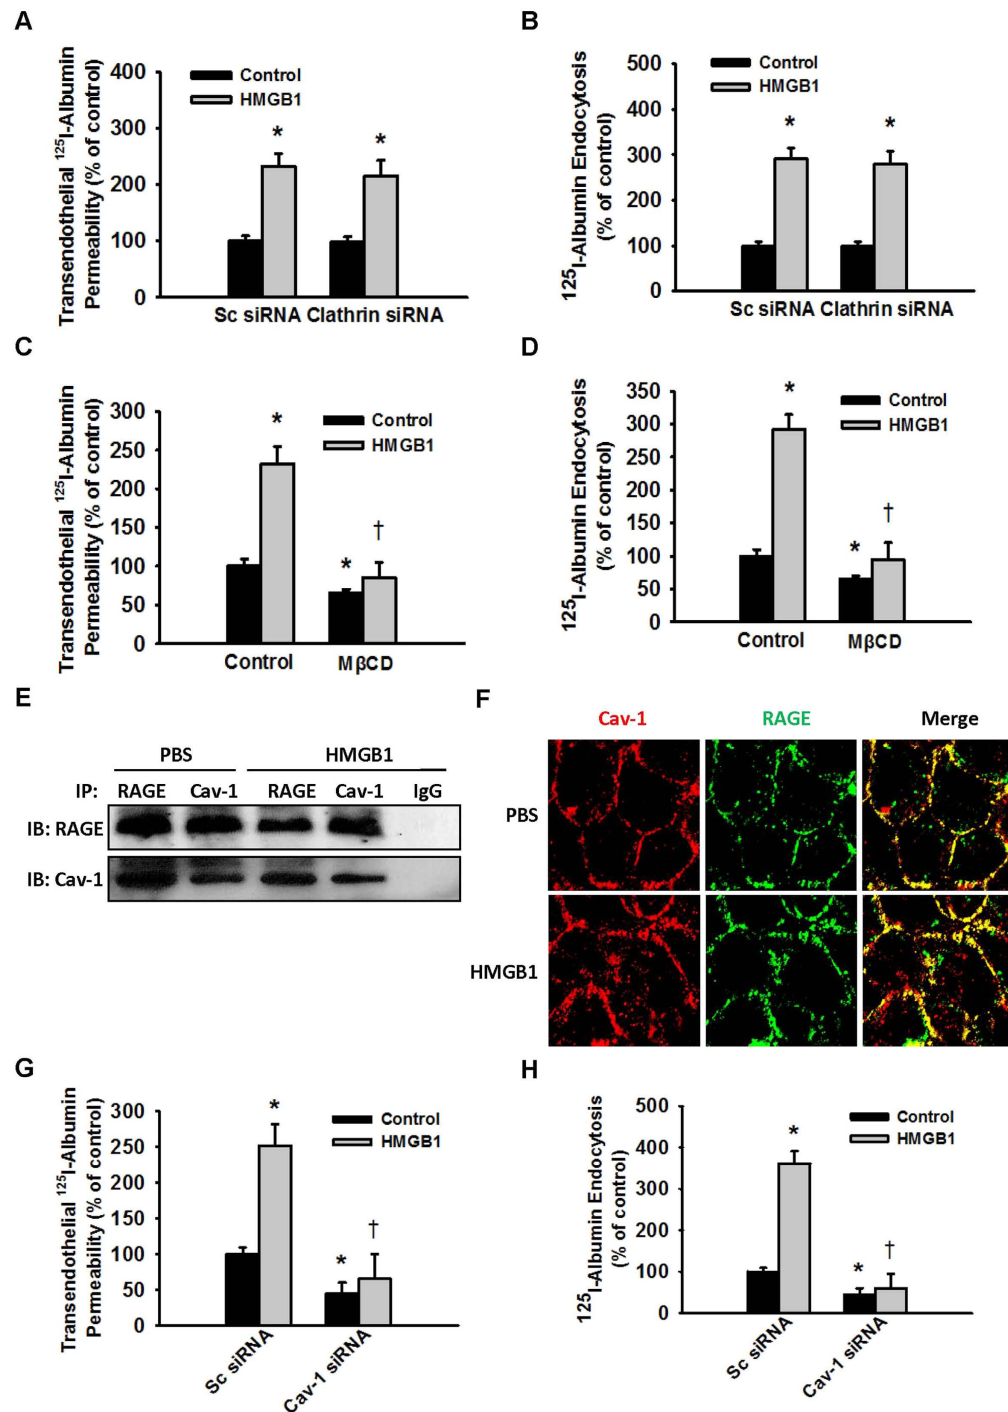 A
Transendothelial 125I-Albumin
Permeability (% of control)
400
300
200
100
0
Control
HMGB1
*
*
Sc siRNA Clathrin siRNA
B
125I-Albumin Endocytosis
(% of control)
500
400
300
200
100
0
Control
HMGB1
*
*
Sc siRNA Clathrin siRNA
C
Transendothelial 125I-Albumin
Permeability (% of control)
300
250
200
150
100
50
0
Control
HMGB1
*
*
†
Control MβCD
D
125I-Albumin Endocytosis
(% of control)
350
300
250
200
150
100
50
0
Control
HMGB1
*
*
†
Control MβCD
E
PBS HMGB1
IP: RAGE Cav-1 RAGE Cav-1 IgG
IB: RAGE
IB: Cav-1
F
Cav-1 RAGE Merge
PBS
HMGB1
G
Transendothelial 125I-Albumin
Permeability (% of control)
300
250
200
150
100
50
0
Control
HMGB1
*
*
†
Sc siRNA
Cav-1 siRNA
H
125I-Albumin Endocytosis
(% of control)
500
400
300
200
100
0
Control
HMGB1
*
*
†
Sc siRNA
Cav-1 siRNA